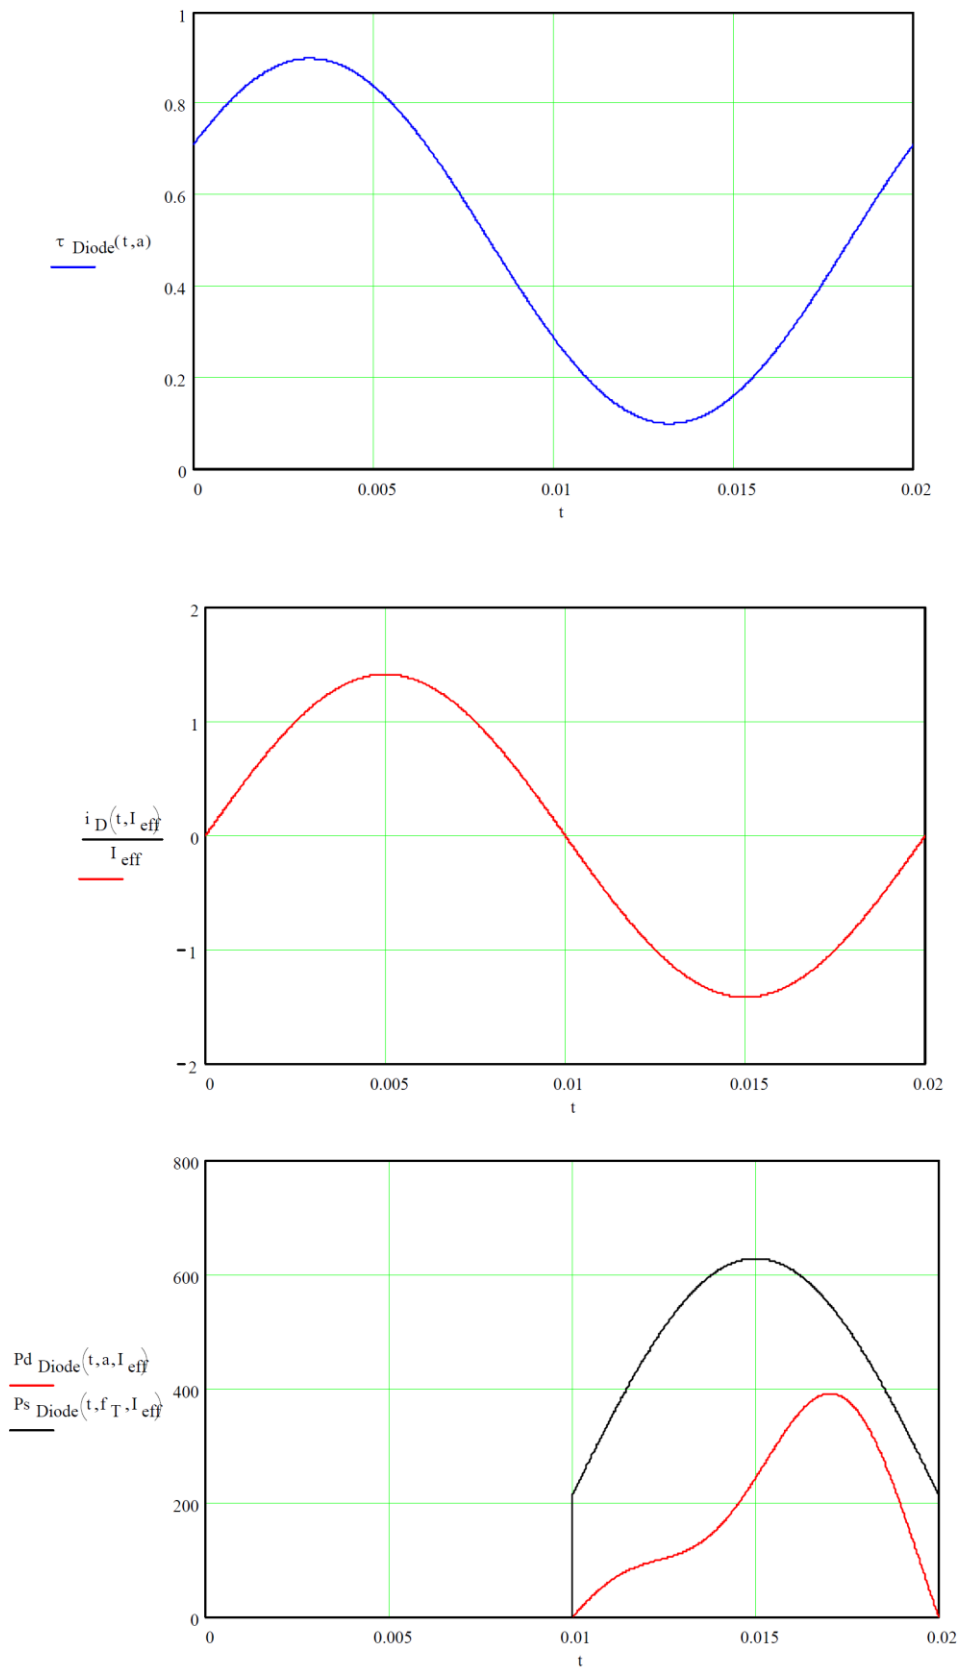 1
0.8
0.6
τ Diode(t,a)
0.4
0.2
0
0 0.005 0.01 0.015 0.02
t
2
1
i D(t,I eff)
I eff
0
−1
−2
0 0.005 0.01 0.015 0.02
t
800
600
Pd Diode(t,a,I eff)
400
Ps Diode(t,f T,I eff)
200
0
0 0.005 0.01 0.015 0.02
t